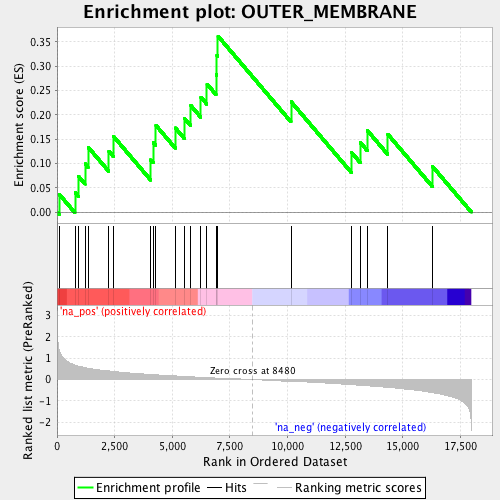 Enrichment plot: OUTER_MEMBRANE
Enrichment score (ES)
0.35
0.30
0.25
0.20
0.15
0.10
0.05
0.00
'na_pos' (positively correlated)
Ranked list metric (PreRanked)
3
2
1
0
-1
-2
Zero cross at 8480
'na_neg' (negatively correlated)
0
2,500
5,000
7,500
10,000
12,500
15,000
17,500
Rank in Ordered Dataset
Enrichment profile
Hits
Ranking metric scores